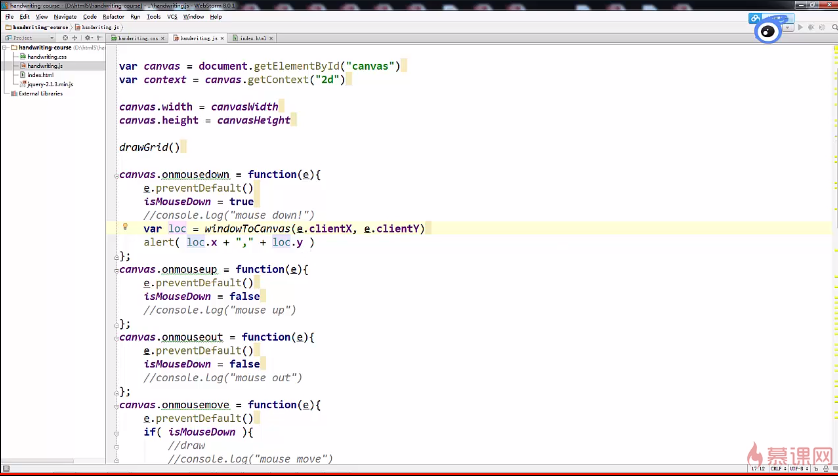 handwriting-course - [D:\html5\handwriting-course] - ...\handwriting.js - WebStorm 8.0.1
File Edit View Navigate Code Refactor Run Tools VCS Window Help
handwriting-course handwriting.js
Project
handwriting.css handwriting.js index.html
handwriting-course
handwriting.css
handwriting.js
index.html
jquery-2.1.3.min.js
External Libraries
var canvas = document.getElementById("canvas")
var context = canvas.getContext("2d")
canvas.width = canvasWidth
canvas.height = canvasHeight
drawGrid()
canvas.onmousedown = function(e){
e.preventDefault()
isMouseDown = true
//console.log("mouse down!")
var loc = windowToCanvas(e.clientX, e.clientY)
alert( loc.x + "," + loc.y )
};
canvas.onmouseup = function(e){
e.preventDefault()
isMouseDown = false
//console.log("mouse up")
};
canvas.onmouseout = function(e){
e.preventDefault()
isMouseDown = false
//console.log("mouse out")
};
canvas.onmousemove = function(e){
e.preventDefault()
if( isMouseDown ){
//draw
//console.log("mouse move")
慕课网
17:12 CRLF UTF-8